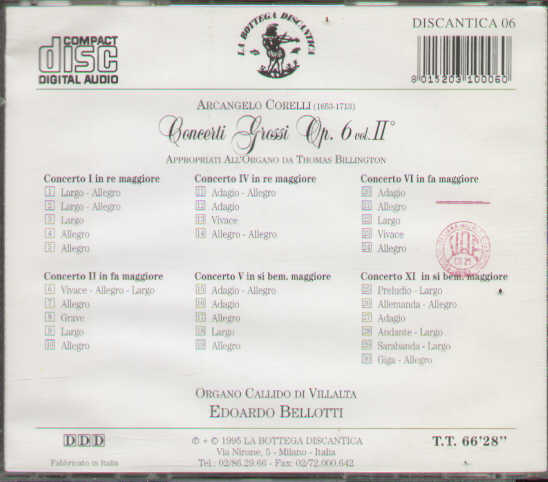 COMPACT
disc
DIGITAL AUDIO
LA BOTTEGA DISCANTICA
DISCANTICA 06
8 015203 100060
ARCANGELO CORELLI (1653-1713)
Concerti Grossi Op. 6 vol. II°
APPROPRIATI ALL'ORGANO DA THOMAS BILLINGTON
Concerto I in re maggiore
1 Largo - Allegro
2 Largo - Allegro
3 Largo
4 Allegro
5 Allegro
Concerto IV in re maggiore
11 Adagio - Allegro
12 Adagio
13 Vivace
14 Allegro - Allegro
Concerto VI in fa maggiore
20 Adagio
21 Allegro
22 Largo
23 Vivace
24 Allegro
Concerto II in fa maggiore
6 Vivace - Allegro - Largo
7 Allegro
8 Grave
9 Largo
10 Allegro
Concerto V in si bem. maggiore
15 Adagio - Allegro
16 Adagio
17 Allegro
18 Largo
19 Allegro
Concerto XI in si bem. maggiore
25 Preludio - Largo
26 Allemanda - Allegro
27 Adagio
28 Andante - Largo
29 Sarabanda - Largo
30 Giga - Allegro
ORGANO CALLIDO DI VILLALTA
EDOARDO BELLOTTI
DDD
Fabbricato in Italia
℗ + © 1995 LA BOTTEGA DISCANTICA
Via Nirone, 5 - Milano - Italia
Tel.: 02/86.29.66 - Fax: 02/72.000.642
T.T. 66'28"